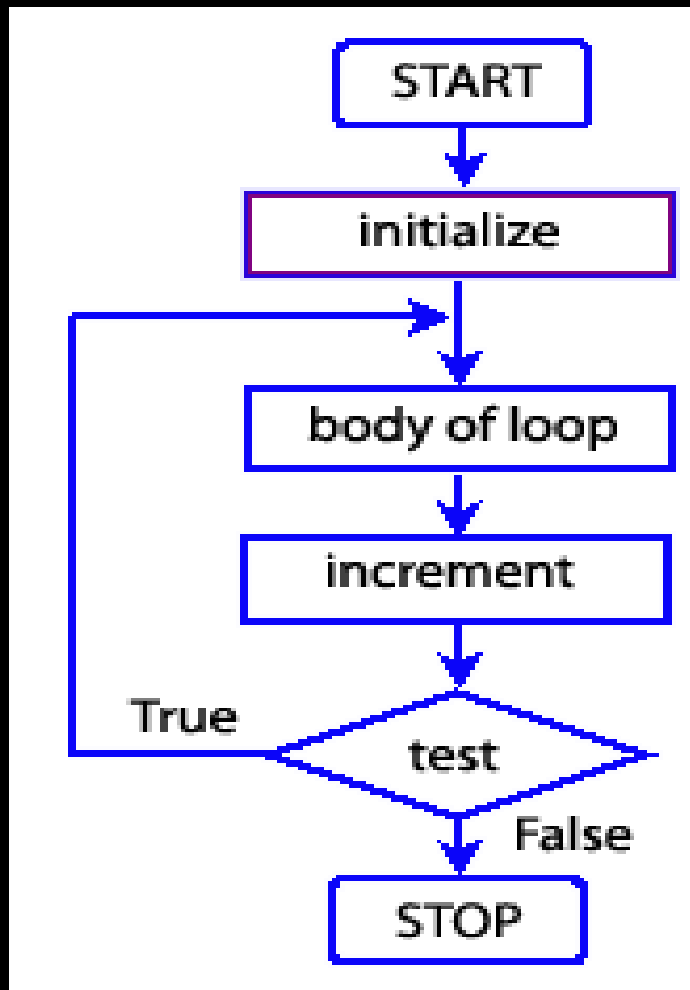 START
initialize
body of loop
increment
True
test
False
STOP